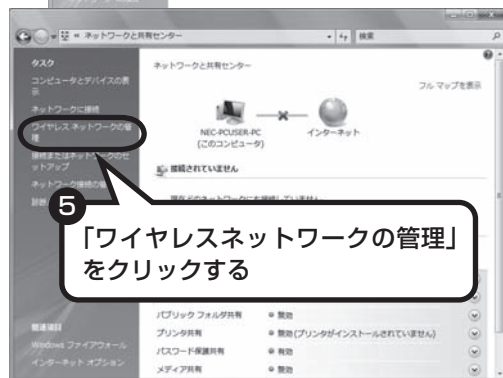 ネットワークと共有センター
検索
タスク
コンピュータとデバイスの表
示
ネットワークに接続
ワイヤレス ネットワークの管
理
接続またはネットワークのセ
ットアップ
ネットワークと共有センター
フル マップを表示
NEC-PCUSER-PC
(このコンピュータ)
インターネット
接続されていません
5
「ワイヤレスネットワークの管理」
をクリックする
パブリック フォルダ共有 無効
プリンタ共有 無効(プリンタがインストールされていません)
パスワード保護共有 有効
メディア共有 無効
関連項目
Windows ファイアウォール
インターネット オプション